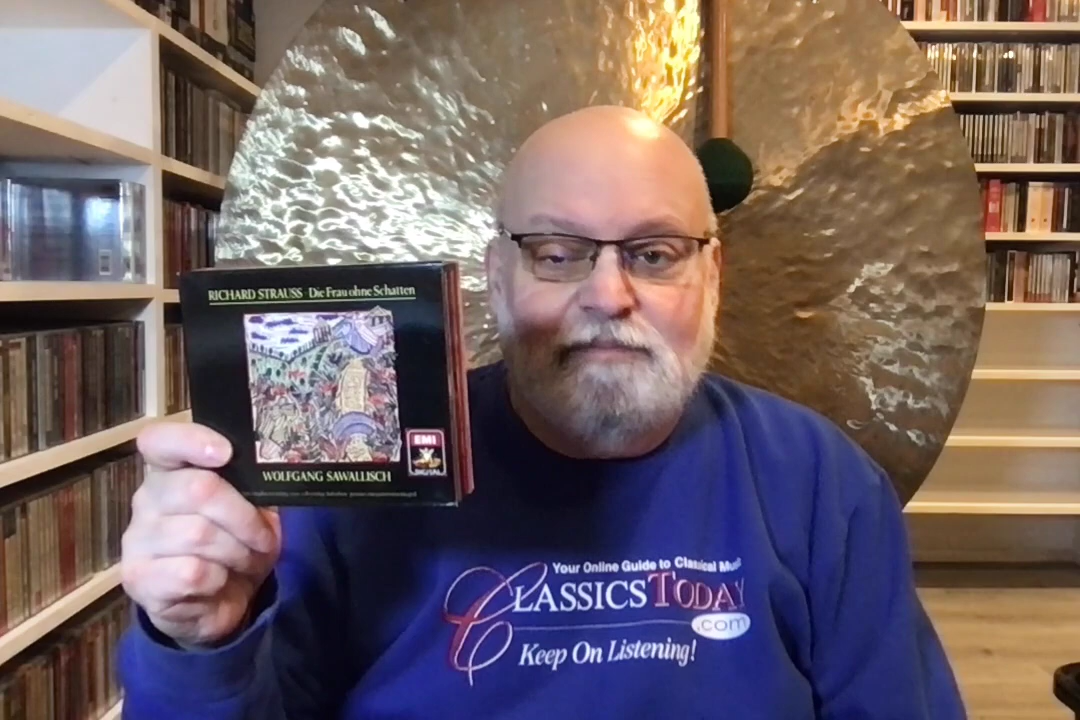 RICHARD STRAUSS · Die Frau ohne Schatten
EMI
DIGITAL
WOLFGANG SAWALLISCH
Your Online Guide to Classical Music
CLASSICSTODAY
.com
Keep On Listening!